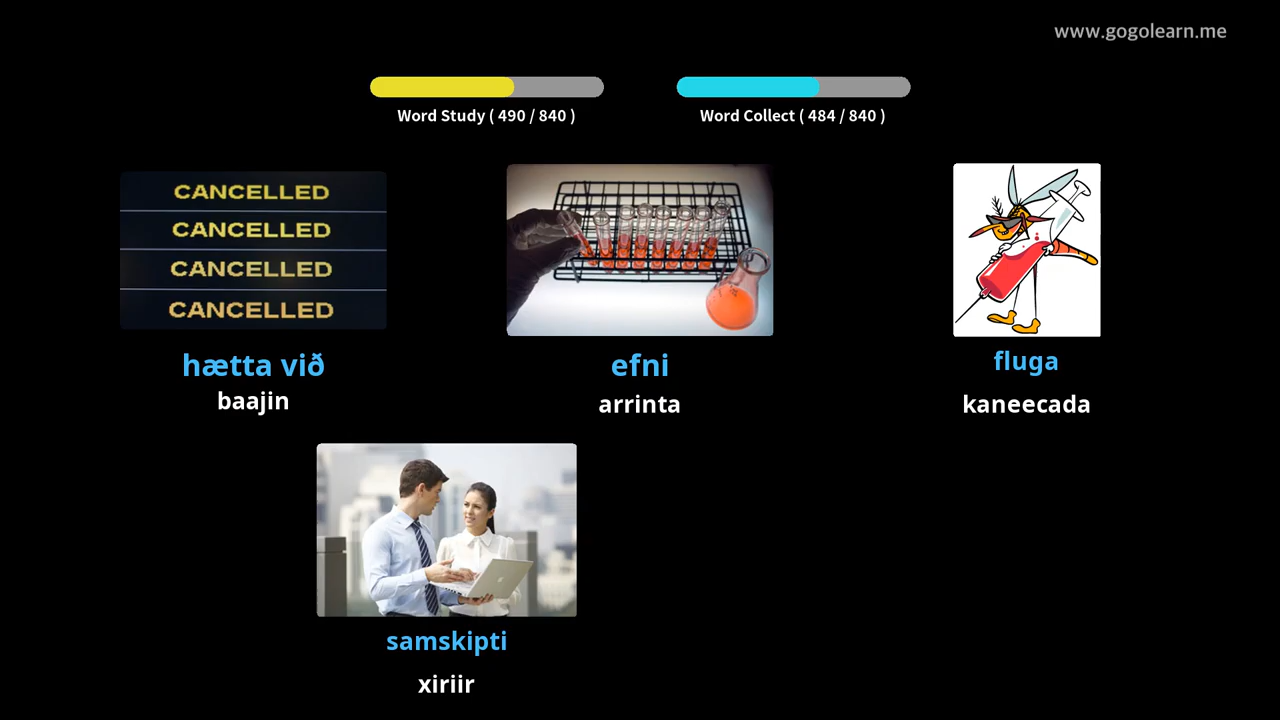 www.gogolearn.me
Word Study ( 490 / 840 )
Word Collect ( 484 / 840 )
CANCELLED
CANCELLED
CANCELLED
CANCELLED
hætta við
baajin
efni
arrinta
fluga
kaneecada
samskipti
xiriir